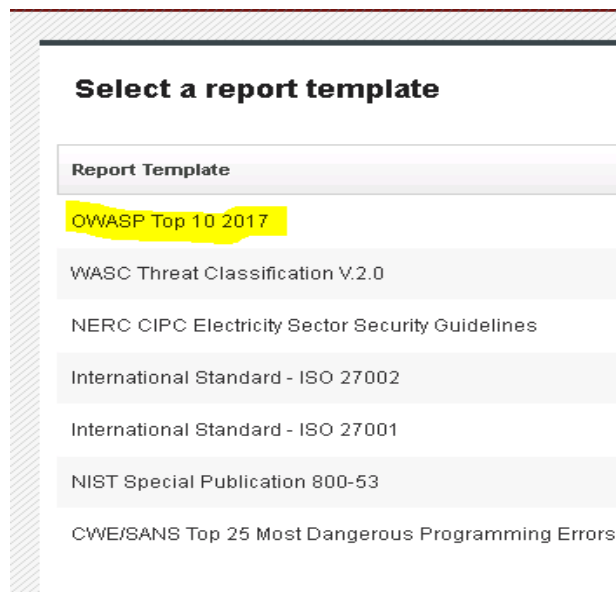 Select a report template
Report Template
OWASP Top 10 2017
WASC Threat Classification V.2.0
NERC CIPC Electricity Sector Security Guidelines
International Standard - ISO 27002
International Standard - ISO 27001
NIST Special Publication 800-53
CWE/SANS Top 25 Most Dangerous Programming Errors